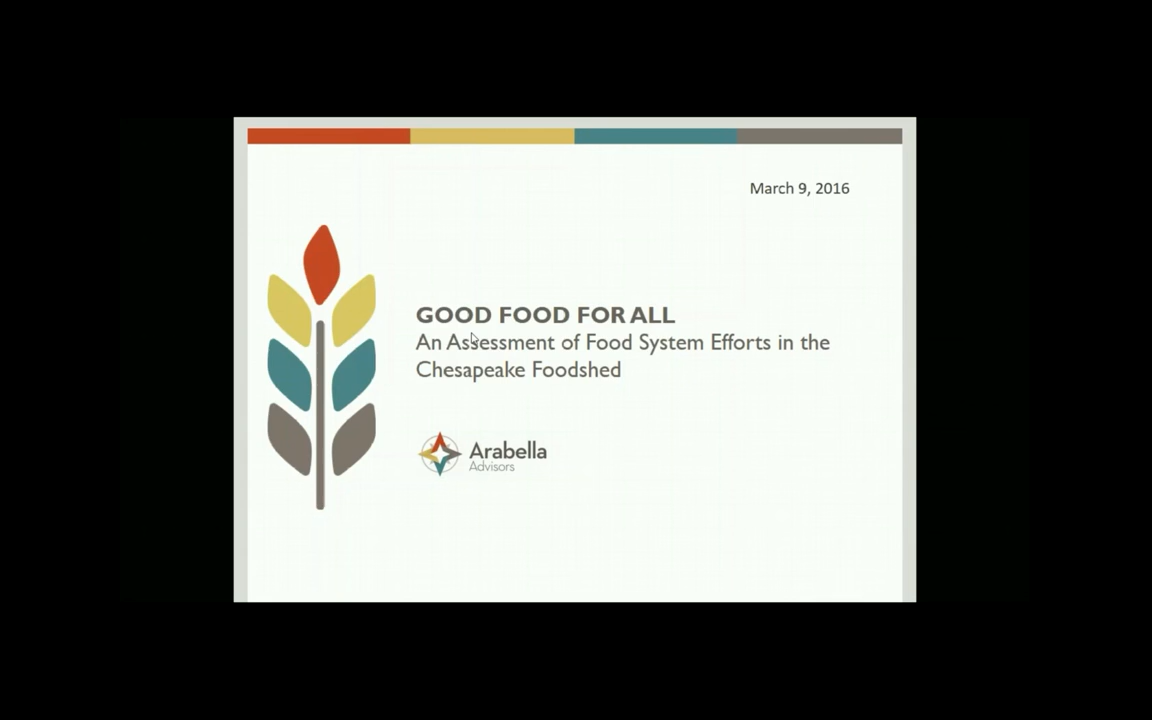 March 9, 2016
GOOD FOOD FOR ALL
An Assessment of Food System Efforts in the
Chesapeake Foodshed
Arabella
Advisors